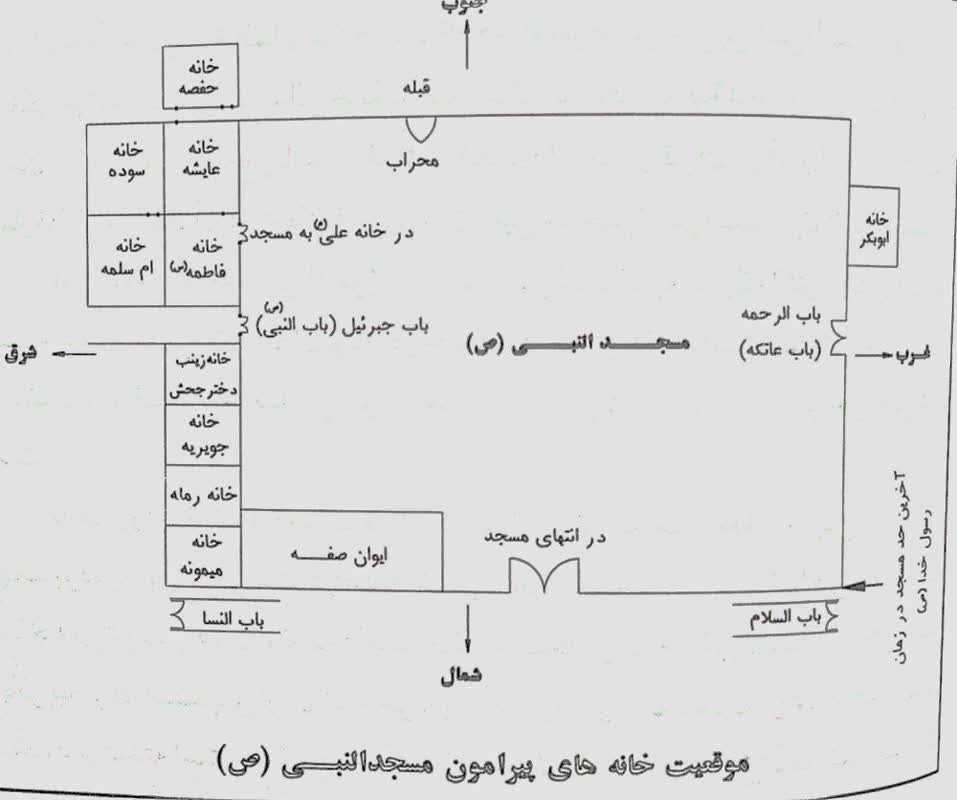 جنوب
قبله
محراب
خانه
حفصه
خانه
سوده
خانه
عایشه
خانه
ابوبکر
در خانه علی(ع) به مسجد
خانه
ام سلمه
خانه
فاطمه(س)
باب جبرئیل (باب النبی(ص))
باب الرحمه
(باب عاتکه)
مسجد النبی (ص)
شرق
غرب
خانه زینب
دختر جحش
خانه
جویریه
خانه رمله
خانه
میمونه
ایوان صفه
در انتهای مسجد
آخرین حد مسجد در زمان
رسول خدا (ص)
باب النسا
باب السلام
شمال
موقعیت خانه های پیرامون مسجدالنبی (ص)